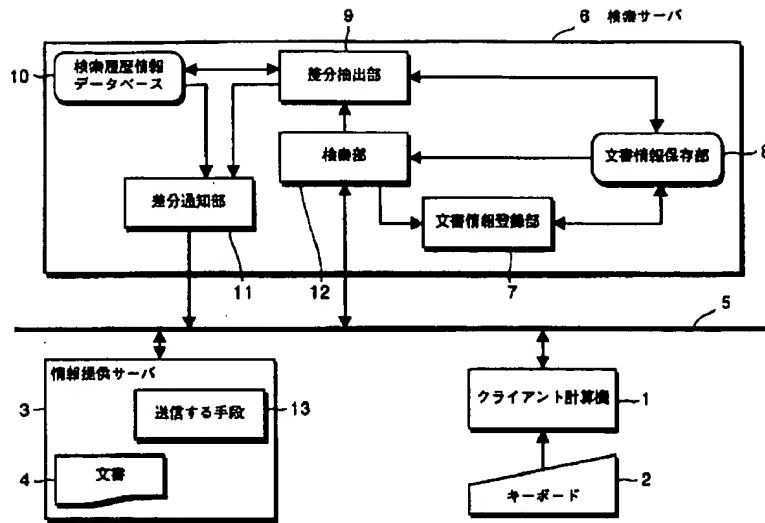 9
6 検索サーバ
10
検索履歴情報
データベース
差分抽出部
検索部
文書情報保存部
8
差分通知部
文書情報登録部
11
12
7
5
情報提供サーバ
3
送信する手段
13
4
文書
クライアント計算機
1
キーボード
2